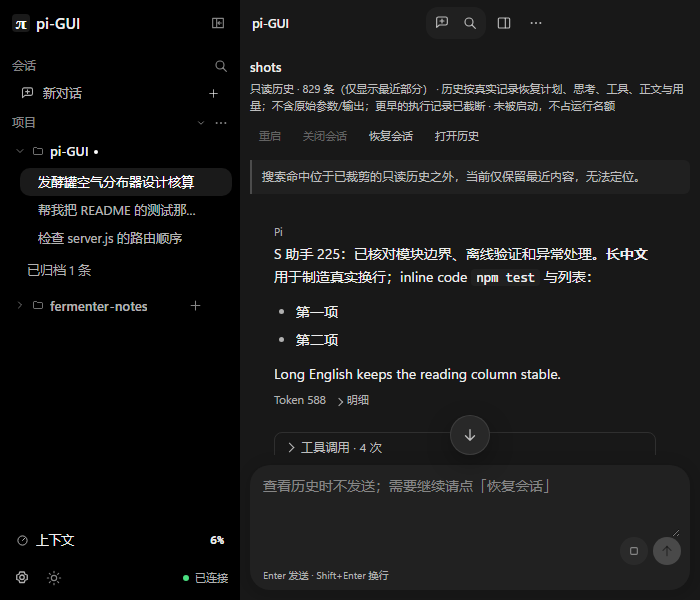 π pi-GUI
会话
新对话
项目
pi-GUI
发酵罐空气分布器设计核算
帮我把 README 的测试那...
检查 server.js 的路由顺序
已归档 1 条
fermenter-notes
上下文 6%
已连接
pi-GUI
shots
只读历史 · 829 条（仅显示最近部分） · 历史按真实记录恢复计划、思考、工具、正文与用
量；不含原始参数/输出；更早的执行记录已截断 · 未被启动，不占运行名额
重启 关闭会话 恢复会话 打开历史
搜索命中位于已裁剪的只读历史之外，当前仅保留最近内容，无法定位。
Pi
S 助手 225：已核对模块边界、离线验证和异常处理。长中文
用于制造真实换行；inline code npm test 与列表：
第一项
第二项
Long English keeps the reading column stable.
Token 588 明细
工具调用 · 4 次
查看历史时不发送；需要继续请点「恢复会话」
Enter 发送 · Shift+Enter 换行